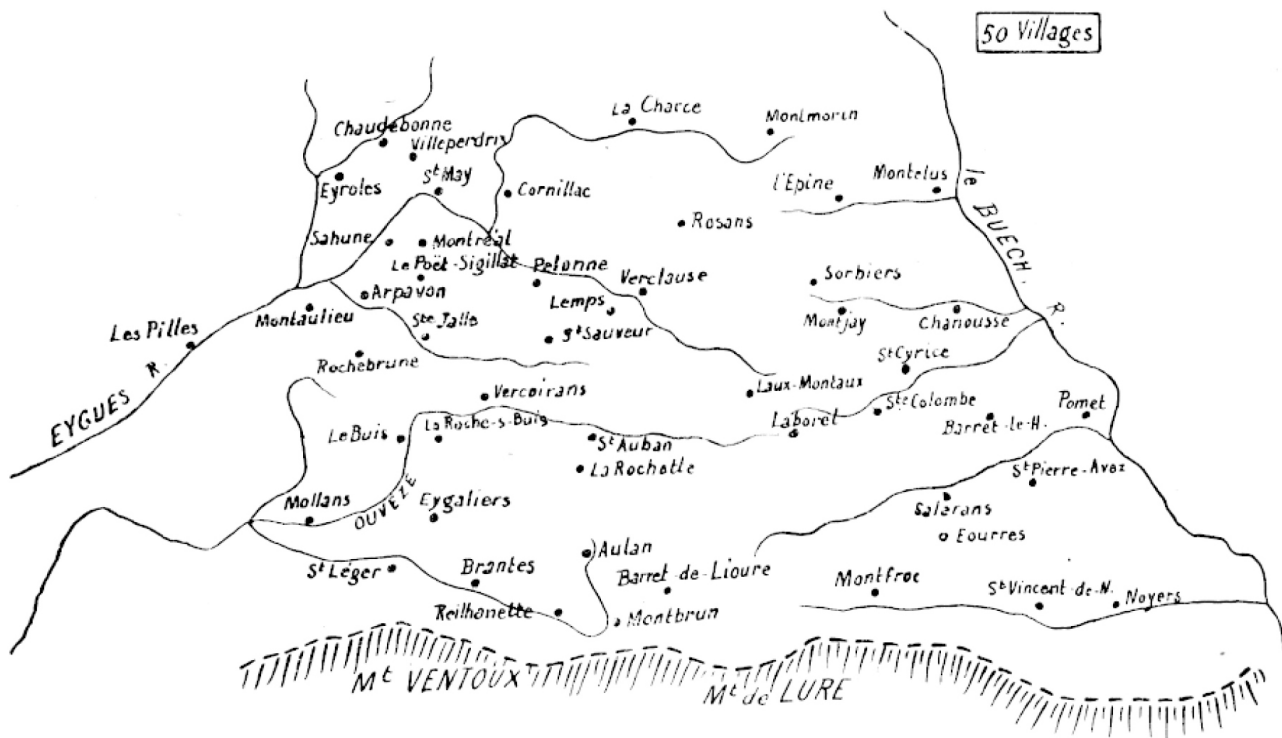 50 Villages
La Charce
Montmorin
Chaudebonne
Villeperdrix
Eyroles
St May
Cornillac
l'Epine
Montelus
le BUECH. R.
Rosans
Sahune
Montréal
Le Poët-Sigillat
Pelonne
Verclause
Sorbiers
Arpavon
Lemps
Montaulieu
Montjay
Chanousse
Les Pilles
Ste Jalle
St Sauveur
Rochebrune
St Cyrice
EYGUES R.
Vercoirans
Laux-Montaux
Ste Colombe
Pomet
Laborel
Barret-le-H.
Le Buis
La Roche-s-Buis
St Auban
La Rochette
St Pierre-Avez
Mollans
OUVEZE
Eygaliers
Salerans
Eourres
Aulan
St Léger
Brantes
Barret-de-Lioure
Montfroc
St Vincent-de-N.
Noyers
Reilhanette
Montbrun
Mt VENTOUX
Mt de LURE